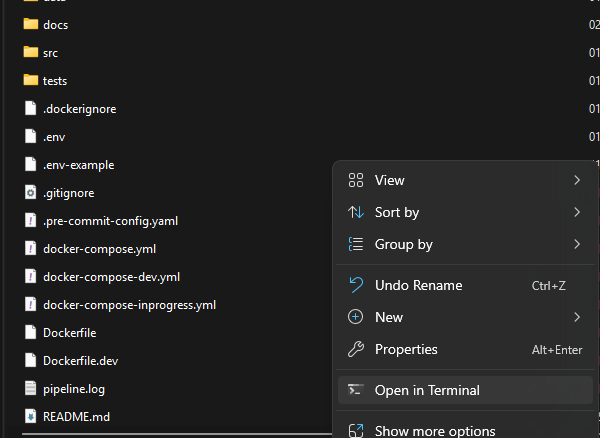 docs 02
src 01
tests 01
.dockerignore 01
.env 01
.env-example
.gitignore
.pre-commit-config.yaml
docker-compose.yml
docker-compose-dev.yml
docker-compose-inprogress.yml
Dockerfile
Dockerfile.dev
pipeline.log
README.md
View
Sort by
Group by
Undo Rename Ctrl+Z
New
Properties Alt+Enter
Open in Terminal
Show more options